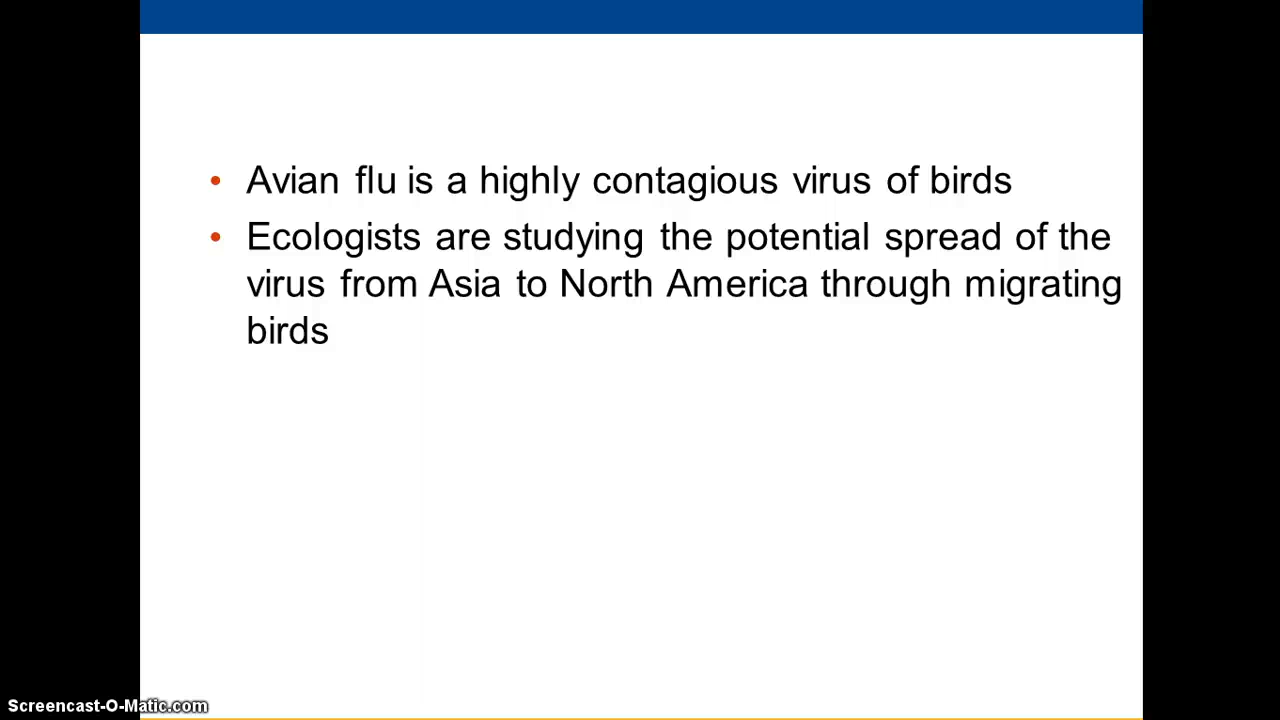 • Avian flu is a highly contagious virus of birds
• Ecologists are studying the potential spread of the
virus from Asia to North America through migrating
birds
Screencast-O-Matic.com